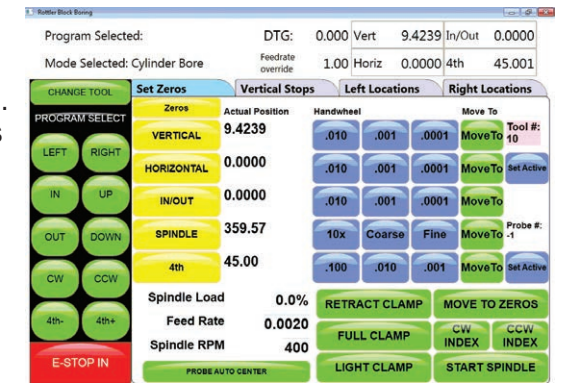 Rottler Block Boring
Program Selected: DTG: 0.000 Vert 9.4239 In/Out 0.0000
Mode Selected: Cylinder Bore Feedrate override 1.00 Horiz 0.0000 4th 45.001
CHANGE TOOL Set Zeros Vertical Stops Left Locations Right Locations
PROGRAM SELECT Zeros Actual Position Handwheel Move To
VERTICAL 9.4239 .010 .001 .0001 MoveTo Tool #: 10
LEFT RIGHT HORIZONTAL 0.0000 .010 .001 .0001 MoveTo Set Active
IN UP IN/OUT 0.0000 .010 .001 .0001 MoveTo
OUT DOWN SPINDLE 359.57 10x Coarse Fine MoveTo Probe #: -1
CW CCW 4th 45.00 .100 .010 .001 MoveTo Set Active
4th- 4th+ Spindle Load 0.0% RETRACT CLAMP MOVE TO ZEROS
Feed Rate 0.0020 FULL CLAMP CW INDEX CCW INDEX
Spindle RPM 400
E-STOP IN PROBE AUTO CENTER LIGHT CLAMP START SPINDLE